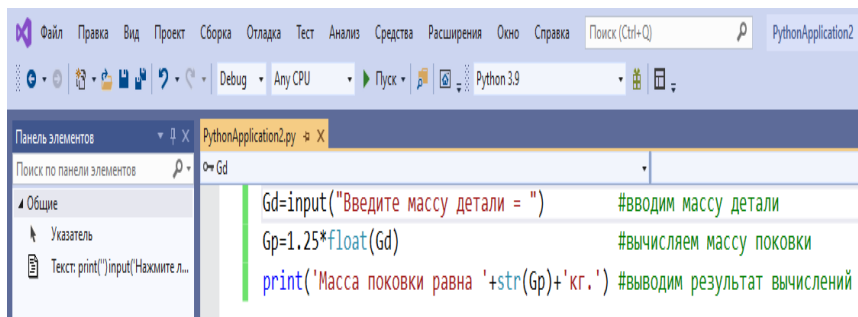 Файл Правка Вид Проект Сборка Отладка Тест Анализ Средства Расширения Окно Справка Поиск (Ctrl+Q) PythonApplication2
Debug Any CPU Пуск Python 3.9
Панель элементов
PythonApplication2.py
Поиск по панели элементов
Gd
Общие
Указатель
Текст: print('')input('Нажмите л...
Gd=input("Введите массу детали = ") #вводим массу детали
Gp=1.25*float(Gd) #вычисляем массу поковки
print('Масса поковки равна '+str(Gp)+'кг.') #выводим результат вычислений